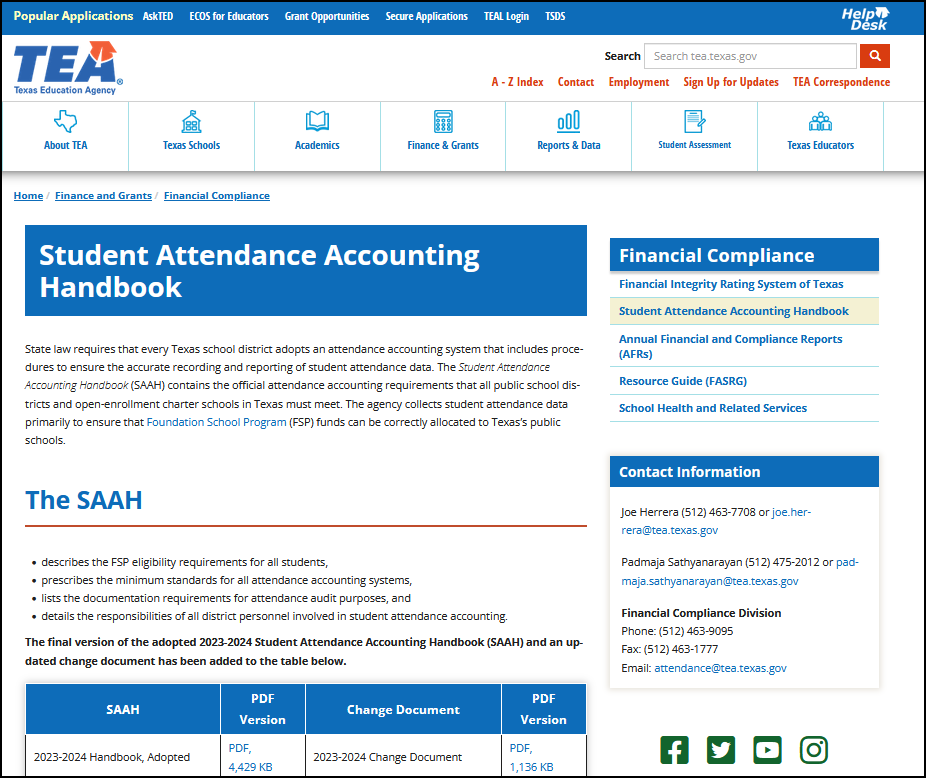 Popular Applications AskTED ECOS for Educators Grant Opportunities Secure Applications TEAL Login TSDS
Help Desk
TEA®
Texas Education Agency
Search Search tea.texas.gov
A - Z Index Contact Employment Sign Up for Updates TEA Correspondence
About TEA Texas Schools Academics Finance & Grants Reports & Data Student Assessment Texas Educators
Home / Finance and Grants / Financial Compliance
Student Attendance Accounting
Handbook
State law requires that every Texas school district adopts an attendance accounting system that includes proce-
dures to ensure the accurate recording and reporting of student attendance data. The Student Attendance
Accounting Handbook (SAAH) contains the official attendance accounting requirements that all public school dis-
tricts and open-enrollment charter schools in Texas must meet. The agency collects student attendance data
primarily to ensure that Foundation School Program (FSP) funds can be correctly allocated to Texas's public
schools.
The SAAH
• describes the FSP eligibility requirements for all students,
• prescribes the minimum standards for all attendance accounting systems,
• lists the documentation requirements for attendance audit purposes, and
• details the responsibilities of all district personnel involved in student attendance accounting.
The final version of the adopted 2023-2024 Student Attendance Accounting Handbook (SAAH) and an up-
dated change document has been added to the table below.
SAAH PDF Version Change Document PDF Version
2023-2024 Handbook, Adopted PDF, 4,429 KB 2023-2024 Change Document PDF, 1,136 KB
Financial Compliance
Financial Integrity Rating System of Texas
Student Attendance Accounting Handbook
Annual Financial and Compliance Reports
(AFRs)
Resource Guide (FASRG)
School Health and Related Services
Contact Information
Joe Herrera (512) 463-7708 or joe.her-
rera@tea.texas.gov
Padmaja Sathyanarayan (512) 475-2012 or pad-
maja.sathyanarayan@tea.texas.gov
Financial Compliance Division
Phone: (512) 463-9095
Fax: (512) 463-1777
Email: attendance@tea.texas.gov